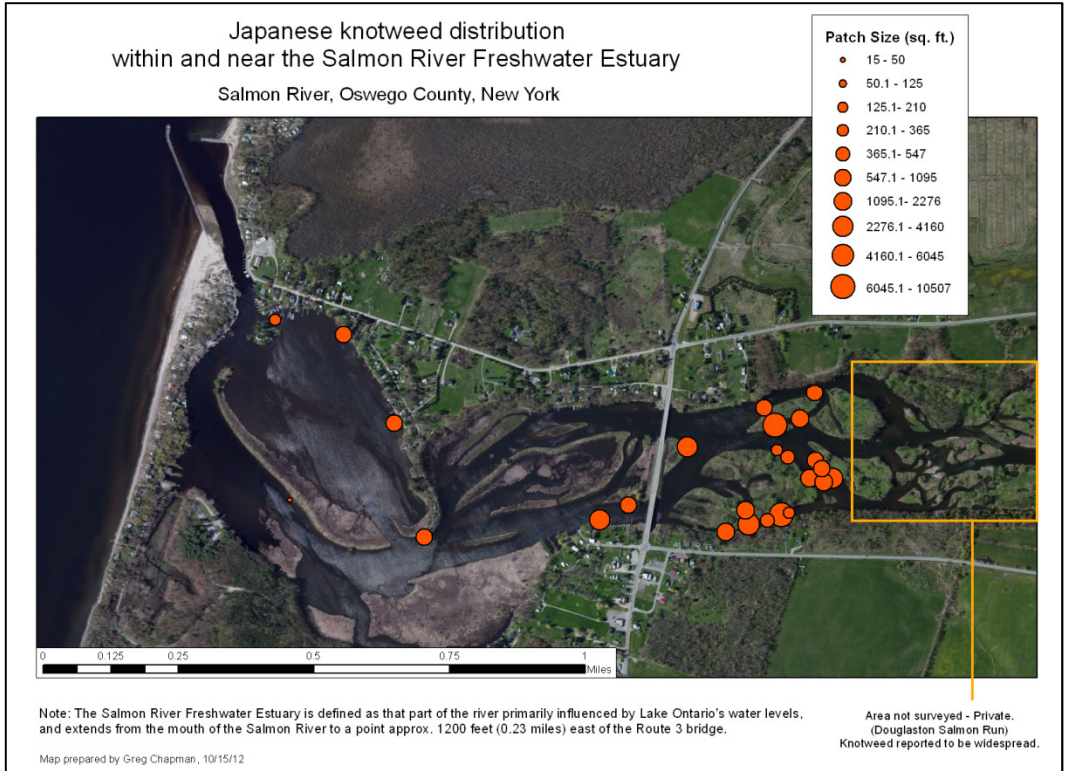 Japanese knotweed distribution
within and near the Salmon River Freshwater Estuary
Salmon River, Oswego County, New York
Patch Size (sq. ft.)
15 - 50
50.1 - 125
125.1 - 210
210.1 - 365
365.1 - 547
547.1 - 1095
1095.1 - 2276
2276.1 - 4160
4160.1 - 6045
6045.1 - 10507
0 0.125 0.25 0.5 0.75 1
Miles
Note: The Salmon River Freshwater Estuary is defined as that part of the river primarily influenced by Lake Ontario's water levels,
and extends from the mouth of the Salmon River to a point approx. 1200 feet (0.23 miles) east of the Route 3 bridge.
Map prepared by Greg Chapman, 10/15/12
Area not surveyed - Private.
(Douglaston Salmon Run)
Knotweed reported to be widespread.